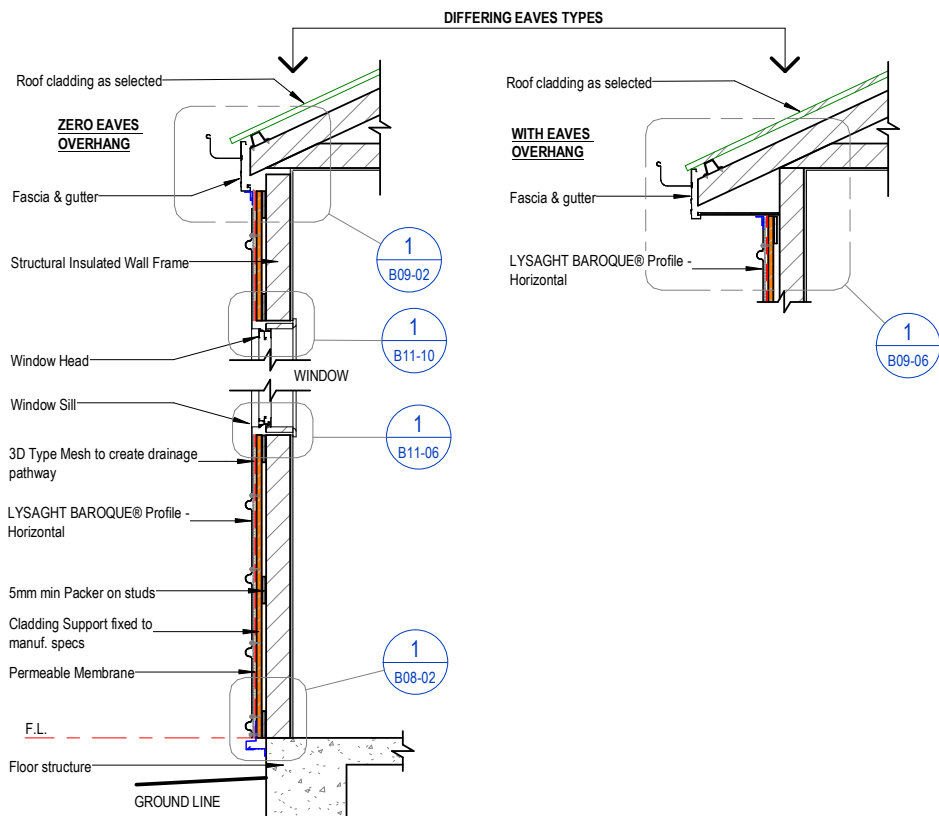 DIFFERING EAVES TYPES
Roof cladding as selected
ZERO EAVES
OVERHANG
Fascia & gutter
Structural Insulated Wall Frame
1
B09-02
Window Head
1
B11-10
WINDOW
Window Sill
1
B11-06
3D Type Mesh to create drainage
pathway
LYSAGHT BAROQUE® Profile -
Horizontal
5mm min Packer on studs
Cladding Support fixed to
manuf. specs
Permeable Membrane
1
B08-02
F.L.
Floor structure
GROUND LINE
Roof cladding as selected
WITH EAVES
OVERHANG
Fascia & gutter
LYSAGHT BAROQUE® Profile -
Horizontal
1
B09-06